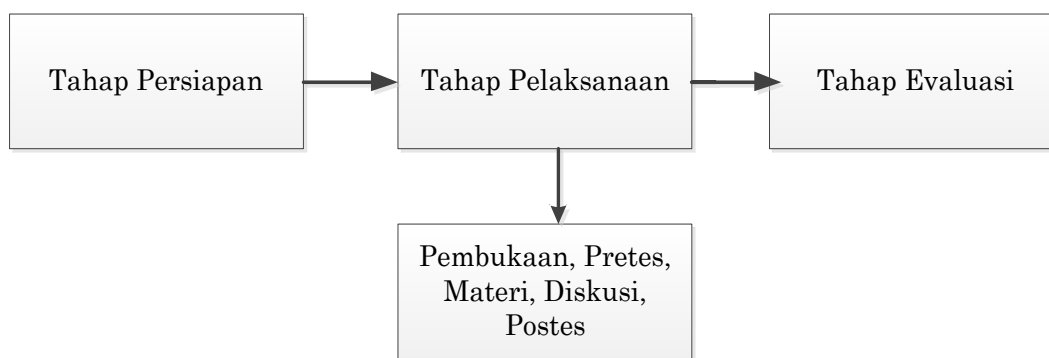 Tahap Persiapan
Tahap Pelaksanaan
Tahap Evaluasi
Pembukaan, Pretes,
Materi, Diskusi,
Postes